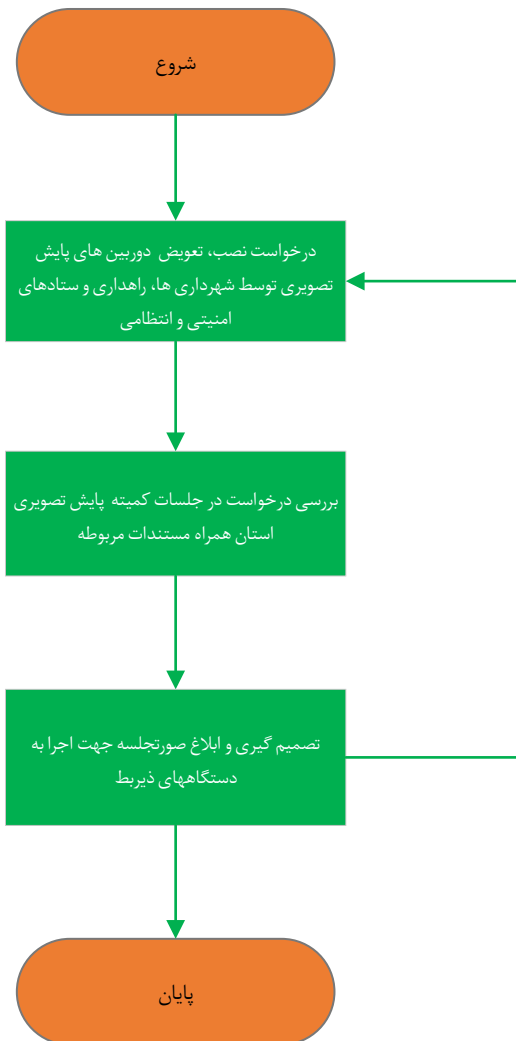 شروع
درخواست نصب، تعویض دوربین های پایش
تصویری توسط شهرداری ها، راهداری و ستادهای
امنیتی و انتظامی
بررسی درخواست در جلسات کمیته پایش تصویری
استان همراه مستندات مربوطه
تصمیم گیری و ابلاغ صورتجلسه جهت اجرا به
دستگاههای ذیربط
پایان